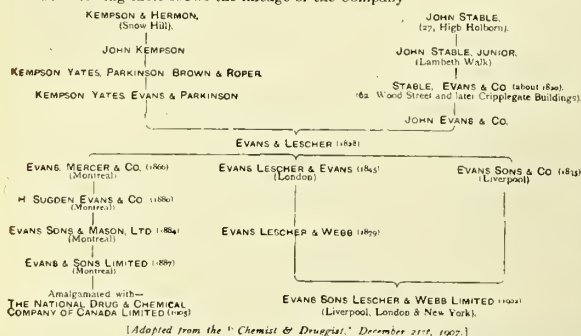 KEMPSON & HERMON,
(Snow Hill).
JOHN KEMPSON
KEMPSON YATES, PARKINSON BROWN & ROPER
KEMPSON YATES EVANS & PARKINSON
JOHN STABLE,
(27, High Holborn).
JOHN STABLE, JUNIOR,
(Lambeth Walk)
STABLE, EVANS & CO (about 1820).
(62 Wood Street and later Cripplegate Buildings).
JOHN EVANS & CO.
EVANS & LESCHER (1828)
EVANS, MERCER & CO, (1866)
(Montreal)
H SUGDEN EVANS & CO (1880)
(Montreal)
EVANS SONS & MASON, LTD (1884)
(Montreal)
EVANS & SONS LIMITED (1887)
(Montreal)
Amalgamated with—
THE NATIONAL DRUG & CHEMICAL
COMPANY OF CANADA LIMITED (1905)
EVANS LESCHER & EVANS (1845)
(London)
EVANS LESCHER & WEBB (1879)
EVANS SONS & CO (1835)
(Liverpool)
EVANS SONS LESCHER & WEBB LIMITED (1902)
(Liverpool, London & New York).
[Adapted from the "Chemist & Druggist," December 21st, 1907.]